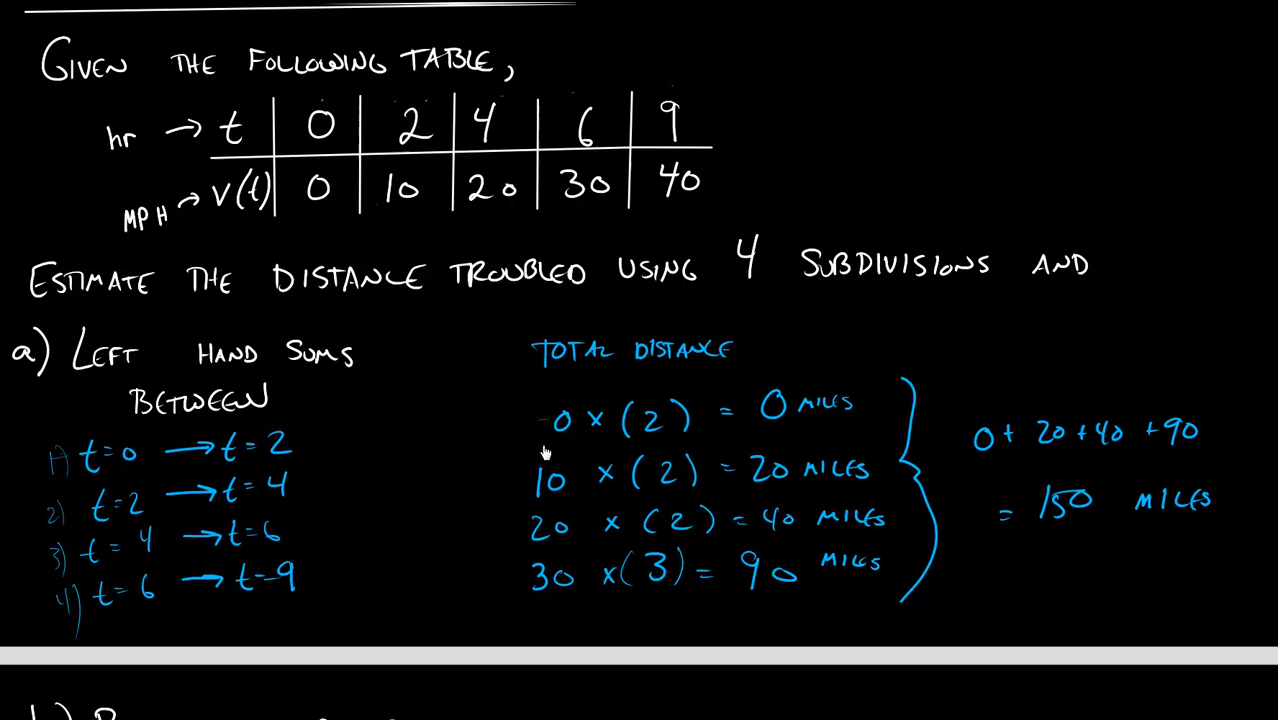 GIVEN THE FOLLOWING TABLE,
hr → t | 0 | 2 | 4 | 6 | 9
MPH → v(t) | 0 | 10 | 20 | 30 | 40
ESTIMATE THE DISTANCE TROUBLED USING 4 SUBDIVISIONS AND
a) LEFT HAND SUMS
BETWEEN
1) t=0 → t=2
2) t=2 → t=4
3) t=4 → t=6
4) t=6 → t=9
TOTAL DISTANCE
0 × (2) = 0 MILES
10 × (2) = 20 MILES
20 × (2) = 40 MILES
30 × (3) = 90 MILES
0 + 20 + 40 + 90
= 150 MILES